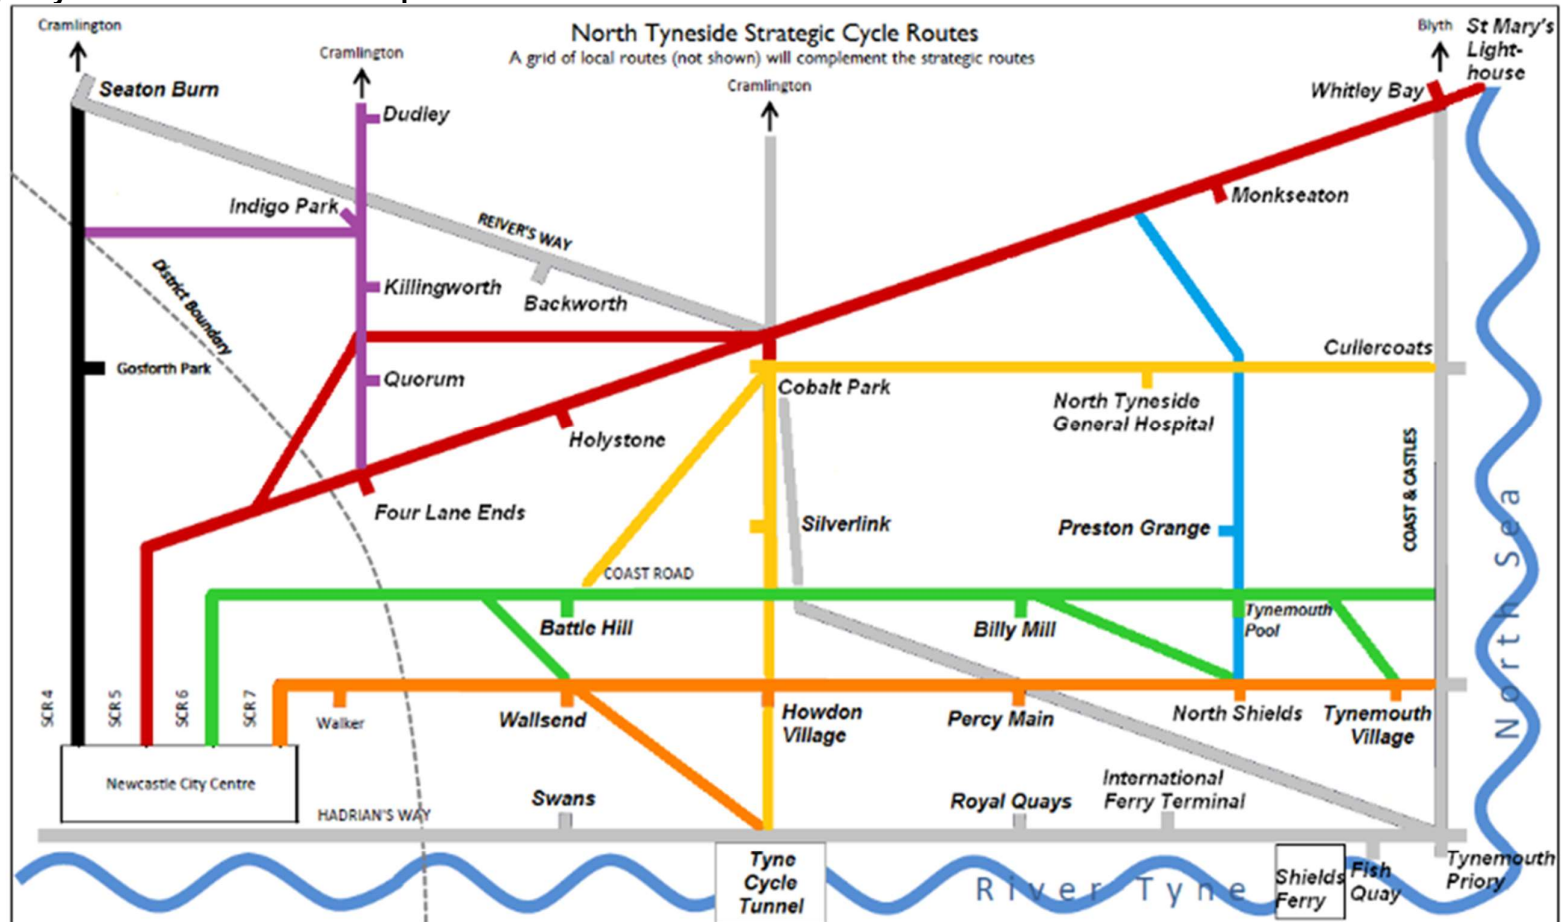 North Tyneside Strategic Cycle Routes
A grid of local routes (not shown) will complement the strategic routes
Cramlington
Cramlington
Cramlington
Blyth
St Mary's
Light-
house
Seaton Burn
Dudley
Whitley Bay
Indigo Park
REIVER'S WAY
Monkseaton
District Boundary
Killingworth
Backworth
Gosforth Park
Quorum
Cobalt Park
Cullercoats
North Tyneside
General Hospital
Holystone
Four Lane Ends
Silverlink
Preston Grange
COAST & CASTLES
North Sea
COAST ROAD
Battle Hill
Billy Mill
Tynemouth
Pool
SCR 4
SCR 5
SCR 6
SCR 7
Walker
Wallsend
Howdon
Village
Percy Main
North Shields
Tynemouth
Village
Newcastle City Centre
HADRIAN'S WAY
Swans
Royal Quays
International
Ferry Terminal
Tyne
Cycle
Tunnel
River Tyne
Shields
Ferry
Fish
Quay
Tynemouth
Priory